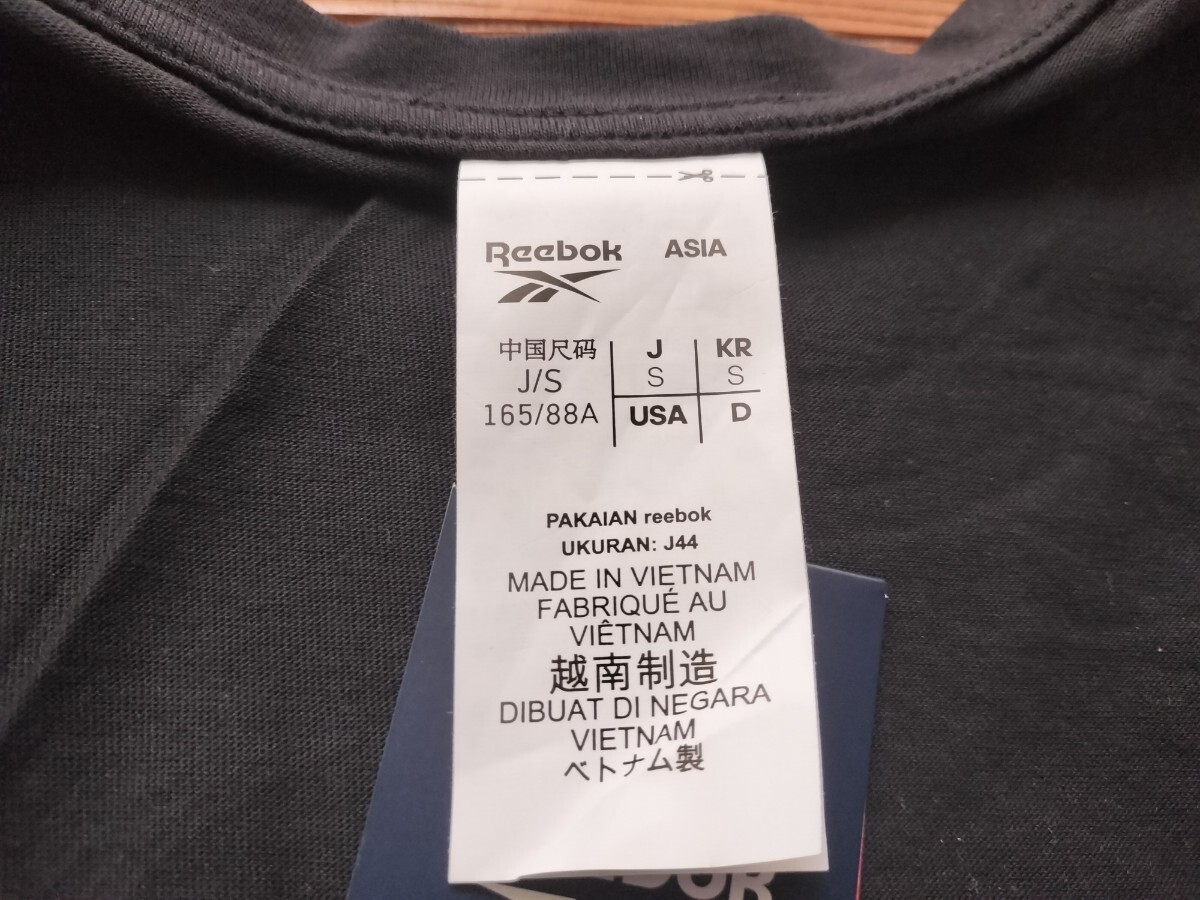 Reebok ASIA
中国尺码 J KR
J/S S S
165/88A USA D
PAKAIAN reebok
UKURAN: J44
MADE IN VIETNAM
FABRIQUÉ AU
VIÊTNAM
越南制造
DIBUAT DI NEGARA
VIETNAM
ベトナム製